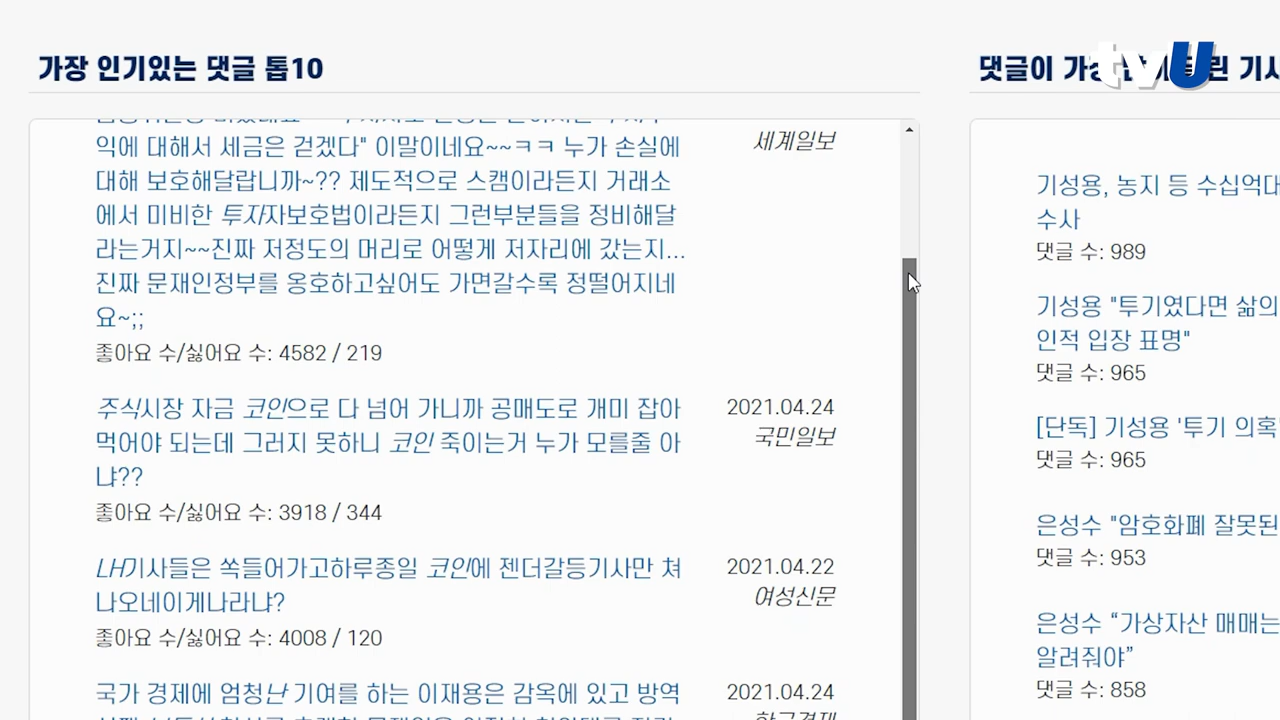 가장 인기있는 댓글 톱10
익에 대해서 세금은 걷겠다" 이말이네요~~ㅋㅋ 누가 손실에
대해 보호해달랍니까~?? 제도적으로 스캠이라든지 거래소
에서 미비한 투자자보호법이라든지 그런부분들을 정비해달
라는거지~~진짜 저정도의 머리로 어떻게 저자리에 갔는지...
진짜 문재인정부를 옹호하고싶어도 가면갈수록 정떨어지네
요~;;
세계일보
좋아요 수/싫어요 수: 4582 / 219
주식시장 자금 코인으로 다 넘어 가니까 공매도로 개미 잡아
먹어야 되는데 그러지 못하니 코인 죽이는거 누가 모를줄 아
냐??
2021.04.24
국민일보
좋아요 수/싫어요 수: 3918 / 344
LH기사들은 쏙들어가고하루종일 코인에 젠더갈등기사만 쳐
나오네이게나라냐?
2021.04.22
여성신문
좋아요 수/싫어요 수: 4008 / 120
국가 경제에 엄청난 기여를 하는 이재용은 감옥에 있고 방역
2021.04.24
한국경제
댓글이 가장 많이 달린 기사
tvU
기성용, 농지 등 수십억대
수사
댓글 수: 989
기성용 "투기였다면 삶의
인적 입장 표명"
댓글 수: 965
[단독] 기성용 '투기 의혹'
댓글 수: 965
은성수 "암호화폐 잘못된
댓글 수: 953
은성수 “가상자산 매매는
알려줘야”
댓글 수: 858